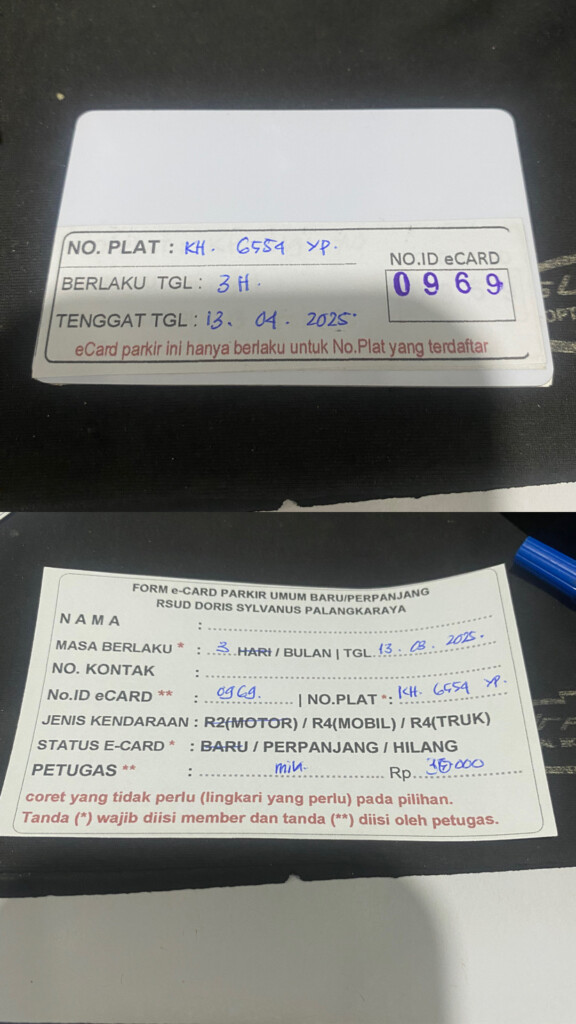 NO. PLAT : KH. 6554 YP.
NO.ID eCARD
0969
BERLAKU TGL : 3 H.
TENGGAT TGL : 13. 04. 2025.
eCard parkir ini hanya berlaku untuk No.Plat yang terdaftar
FORM e-CARD PARKIR UMUM BARU/PERPANJANG
RSUD DORIS SYLVANUS PALANGKARAYA
NAMA :
MASA BERLAKU * : 3 HARI / BULAN | TGL. 13. 03. 2025.
NO. KONTAK :
No.ID eCARD ** : 0969. | NO.PLAT *: KH. 6554 YP.
JENIS KENDARAAN : R2(MOTOR) / R4(MOBIL) / R4(TRUK)
STATUS E-CARD * : BARU / PERPANJANG / HILANG
PETUGAS ** : Rp.
coret yang tidak perlu (lingkari yang perlu) pada pilihan.
Tanda (*) wajib diisi member dan tanda (**) diisi oleh petugas.